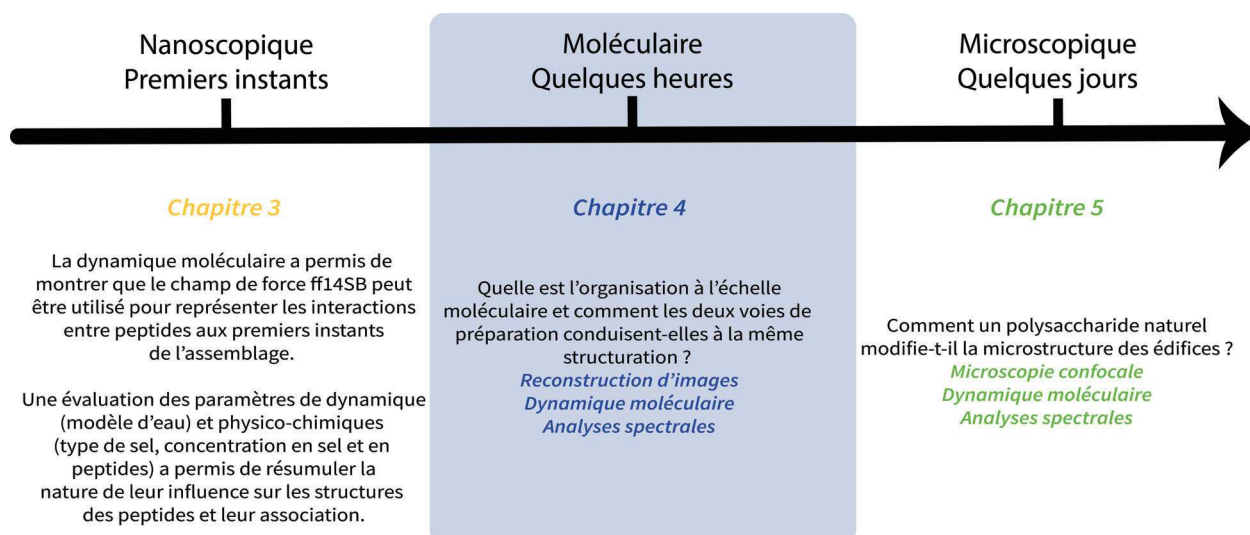 Nanoscopique
Premiers instants
Moléculaire
Quelques heures
Microscopique
Quelques jours
Chapitre 3
La dynamique moléculaire a permis de
montrer que le champ de force ff14SB peut
être utilisé pour représenter les interactions
entre peptides aux premiers instants
de l’assemblage.
Une évaluation des paramètres de dynamique
(modèle d’eau) et physico-chimiques
(type de sel, concentration en sel et en
peptides) a permis de résumuler la
nature de leur influence sur les structures
des peptides et leur association.
Chapitre 4
Quelle est l’organisation à l’échelle
moléculaire et comment les deux voies de
préparation conduisent-elles à la même
structuration ?
Reconstruction d’images
Dynamique moléculaire
Analyses spectrales
Chapitre 5
Comment un polysaccharide naturel
modifie-t-il la microstructure des édifices ?
Microscopie confocale
Dynamique moléculaire
Analyses spectrales